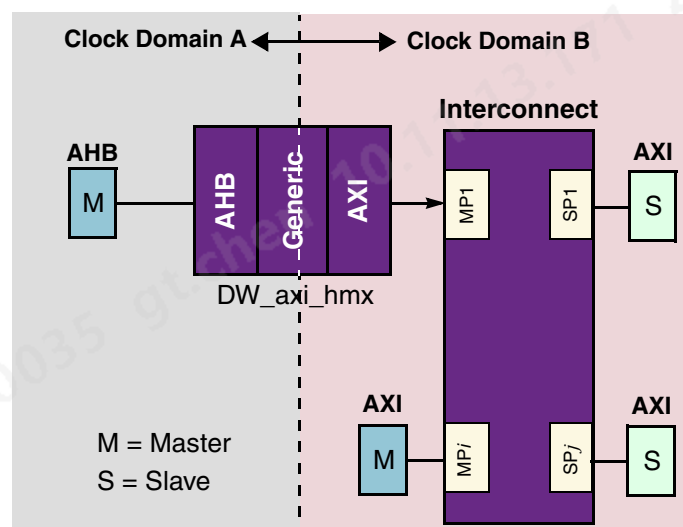 Clock Domain A
Clock Domain B
Interconnect
AHB
AXI
M
AHB
Generic
AXI
MP1
SP1
S
DW_axi_hmx
AXI
AXI
M = Master
M
MPi
SPj
S
S = Slave